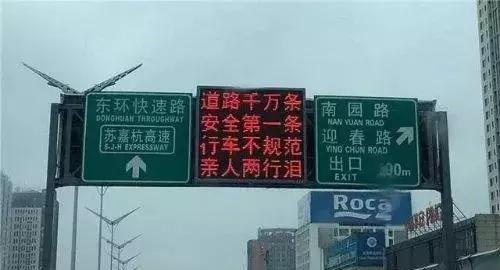 东环快速路
DONGHUAN THROUGHWAY
苏嘉杭高速
S-J-H EXPRESSWAY
道路千万条
安全第一条
行车不规范
亲人两行泪
南园路
NAN YUAN ROAD
迎春路
YING CHUN ROAD
出口
EXIT
Roca